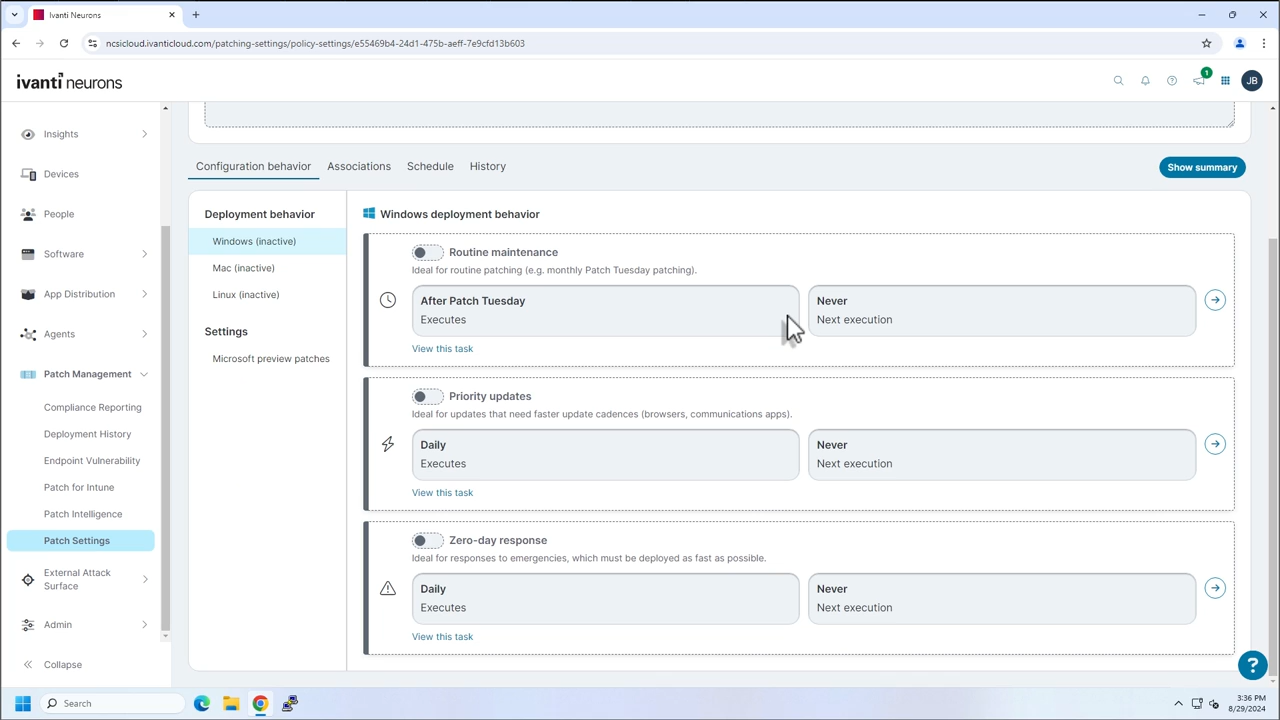 Ivanti Neurons
ncsicloud.ivanticloud.com/patching-settings/policy-settings/e55469b4-24d1-475b-aeff-7e9cfd13b603
ivanti neurons
1
JB
Insights
Devices
People
Software
App Distribution
Agents
Patch Management
Compliance Reporting
Deployment History
Endpoint Vulnerability
Patch for Intune
Patch Intelligence
Patch Settings
External Attack
Surface
Admin
Collapse
Configuration behavior
Associations
Schedule
History
Show summary
Deployment behavior
Windows (inactive)
Mac (inactive)
Linux (inactive)
Settings
Microsoft preview patches
Windows deployment behavior
Routine maintenance
Ideal for routine patching (e.g. monthly Patch Tuesday patching).
After Patch Tuesday
Executes
Never
Next execution
View this task
Priority updates
Ideal for updates that need faster update cadences (browsers, communications apps).
Daily
Executes
Never
Next execution
View this task
Zero-day response
Ideal for responses to emergencies, which must be deployed as fast as possible.
Daily
Executes
Never
Next execution
View this task
?
Search
3:36 PM
8/29/2024